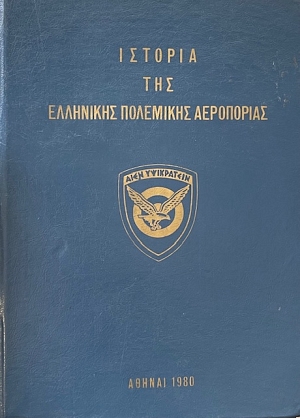 ΙΣΤΟΡΙΑ
ΤΗΣ
ΕΛΛΗΝΙΚΗΣ ΠΟΛΕΜΙΚΗΣ ΑΕΡΟΠΟΡΙΑΣ
ΑΙΕΝ ΥΨΙΚΡΑΤΕΙΝ
ΑΘΗΝΑΙ 1980